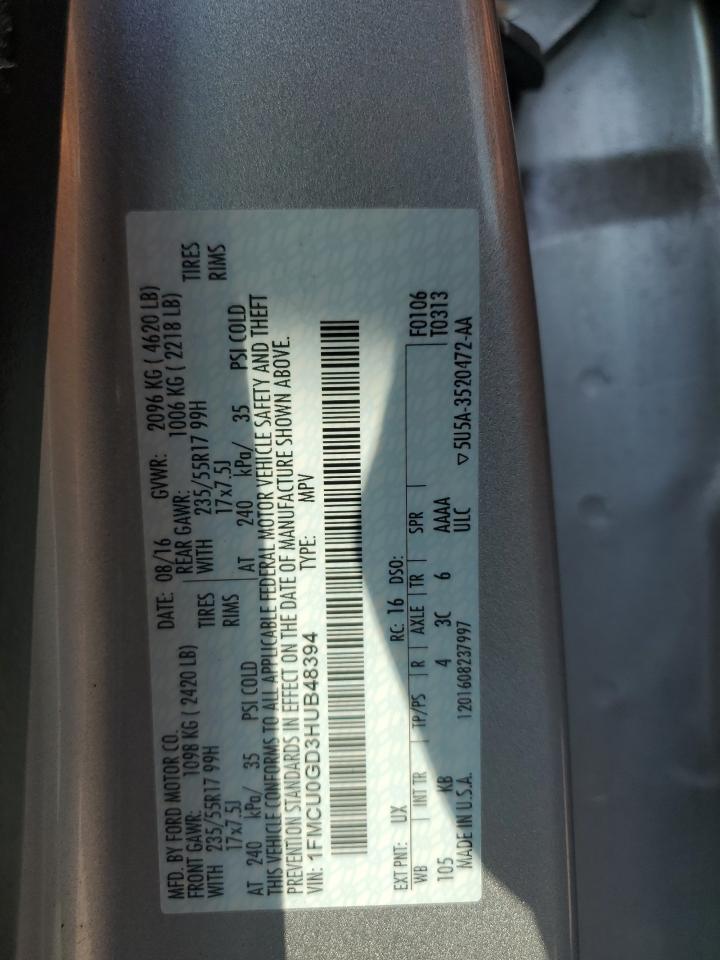 MFD. BY FORD MOTOR CO. DATE: 08/16 GVWR: 2096 KG ( 4620 LB)
FRONT GAWR: 1098 KG ( 2420 LB) REAR GAWR: 1006 KG ( 2218 LB)
WITH 235/55R17 99H TIRES WITH 235/55R17 99H TIRES
17x7.5J RIMS 17x7.5J RIMS
AT 240 kPa/ 35 PSI COLD AT 240 kPa/ 35 PSI COLD
THIS VEHICLE CONFORMS TO ALL APPLICABLE FEDERAL MOTOR VEHICLE SAFETY AND THEFT
PREVENTION STANDARDS IN EFFECT ON THE DATE OF MANUFACTURE SHOWN ABOVE.
VIN: 1FMCU0GD3HUB48394 TYPE: MPV
EXT PNT: UX RC: 16 DSO: F0106
WB INT TR TP/PS R AXLE TR SPR T0313
105 KB 4 3C 6 AAAA ▽5U5A-3520472-AA
MADE IN U.S.A. 1201608237997 ULC